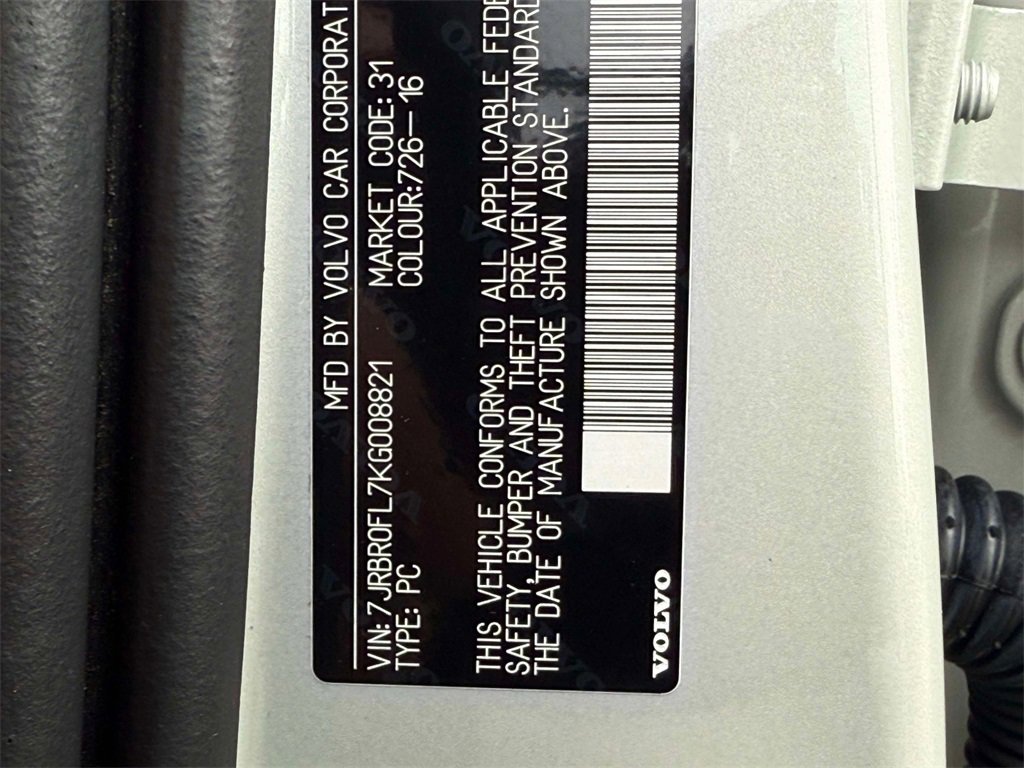 MFD BY VOLVO CAR CORPORAT
VIN: 7JRBR0FL7KG008821 MARKET CODE: 31
TYPE: PC COLOUR:726—16
THIS VEHICLE CONFORMS TO ALL APPLICABLE FEDE
SAFETY, BUMPER AND THEFT PREVENTION STANDARD
THE DATE OF MANUFACTURE SHOWN ABOVE.
VOLVO